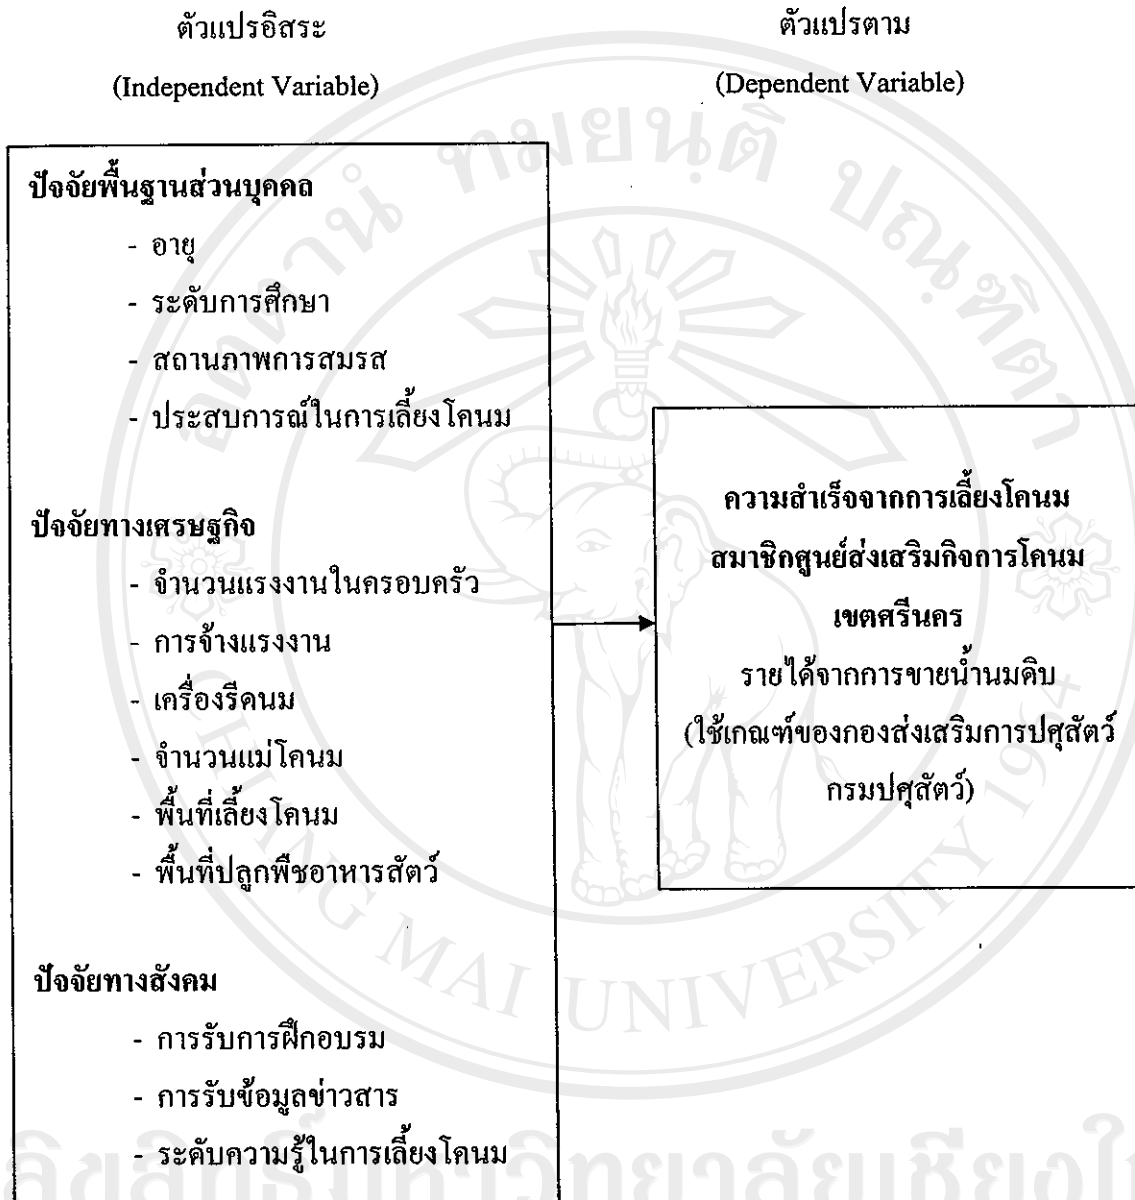 ตัวแปรอิสระ
(Independent Variable)
ตัวแปรตาม
(Dependent Variable)
ปัจจัยพื้นฐานส่วนบุคคล
- อายุ
- ระดับการศึกษา
- สถานภาพการสมรส
- ประสบการณ์ในการเลี้ยงโคนม
ปัจจัยทางเศรษฐกิจ
- จำนวนแรงงานในครอบครัว
- การจ้างแรงงาน
- เครื่องรีดนม
- จำนวนแม่โคนม
- พื้นที่เลี้ยงโคนม
- พื้นที่ปลูกพืชอาหารสัตว์
ปัจจัยทางสังคม
- การรับการฝึกอบรม
- การรับข้อมูลข่าวสาร
- ระดับความรู้ในการเลี้ยงโคนม
ความสำเร็จจากการเลี้ยงโคนม
สมาชิกศูนย์ส่งเสริมกิจการโคนม
เขตศรีนคร
รายได้จากการขายน้ำนมดิบ
(ใช้เกณฑ์ของกองส่งเสริมการปศุสัตว์
กรมปศุสัตว์)
CHIANG MAI UNIVERSITY 1964